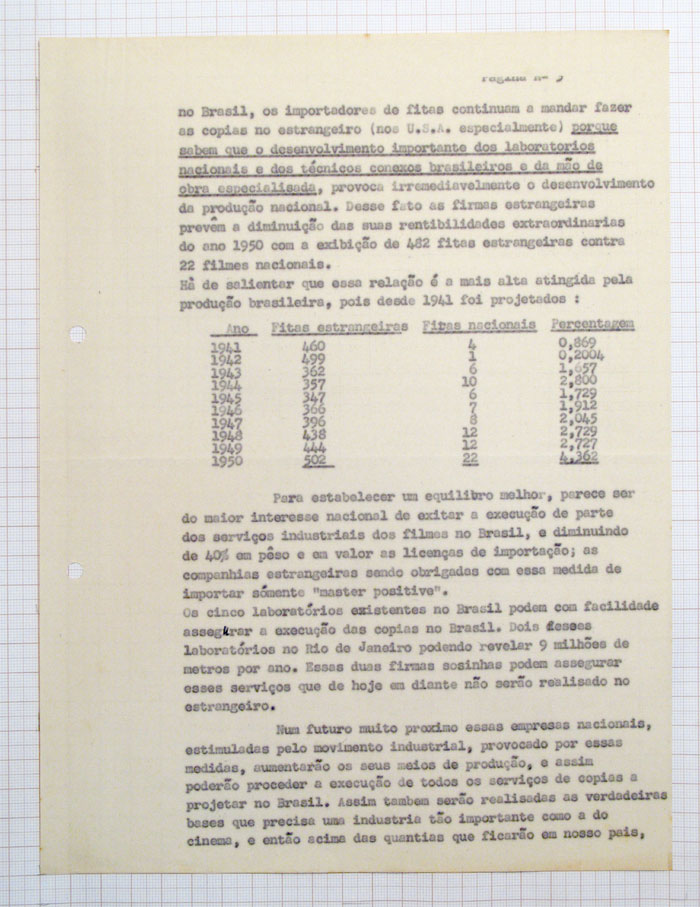 Pagina nº
no Brasil, os importadores de fitas continuam a mandar fazer
as copias no estrangeiro (nos U.S.A. especialmente) porque
sabem que o desenvolvimento importante dos laboratorios
nacionais e dos técnicos conexos brasileiros e da mão de
obra especialisada, provoca irremediavelmente o desenvolvimento
da produção nacional. Desse fato as firmas estrangeiras
prevêm a diminuição das suas rentibilidades extraordinarias
do ano 1950 com a exibição de 482 fitas estrangeiras contra
22 filmes nacionais.
Hà de salientar que essa relação é a mais alta atingida pela
produção brasileira, pois desde 1941 foi projetados :
Ano Fitas estrangeiras Fitas nacionais Percentagem
1941 460 4 0,869
1942 499 1 0,2004
1943 362 6 1,657
1944 357 10 2,800
1945 347 6 1,729
1946 366 7 1,912
1947 396 8 2,045
1948 438 12 2,729
1949 444 12 2,727
1950 502 22 4,362
Para estabelecer um equilibro melhor, parece ser
do maior interesse nacional de exitar a execução de parte
dos serviços industriais dos filmes no Brasil, e diminuindo
de 40% em pêso e em valor as licenças de importação; as
companhias estrangeiras sendo obrigadas com essa medida de
importar sómente "master positive".
Os cinco laboratórios existentes no Brasil podem com facilidade
assegurar a execução das copias no Brasil. Dois desses
laboratórios no Rio de Janeiro podendo revelar 9 milhões de
metros por ano. Essas duas firmas sosinhas podem assegurar
esses serviços que de hoje em diante não serão realisado no
estrangeiro.
Num futuro muito proximo essas empresas nacionais,
estimuladas pelo movimento industrial, provocado por essas
medidas, aumentarão os seus meios de produção, e assim
poderão proceder a execução de todos os serviços de copias a
projetar no Brasil. Assim tambem serão realisadas as verdadeiras
bases que precisa uma industria tão importante como a do
cinema, e então acima das quantias que ficarão em nosso pais,